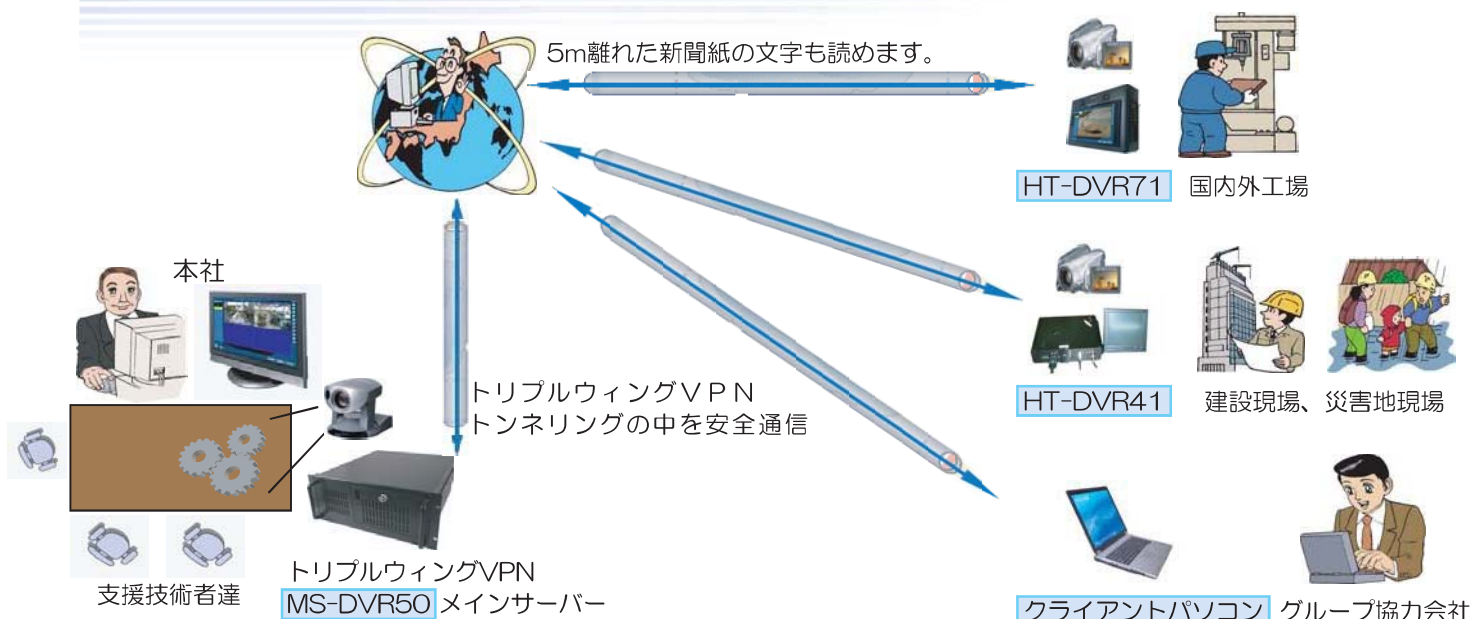 5m離れた新聞紙の文字も読めます。
HT-DVR71 国内外工場
本社
トリプルウィングVPN
トンネリングの中を安全通信
HT-DVR41 建設現場、災害地現場
支援技術者達
トリプルウィングVPN
MS-DVR50 メインサーバー
クライアントパソコン グループ協力会社